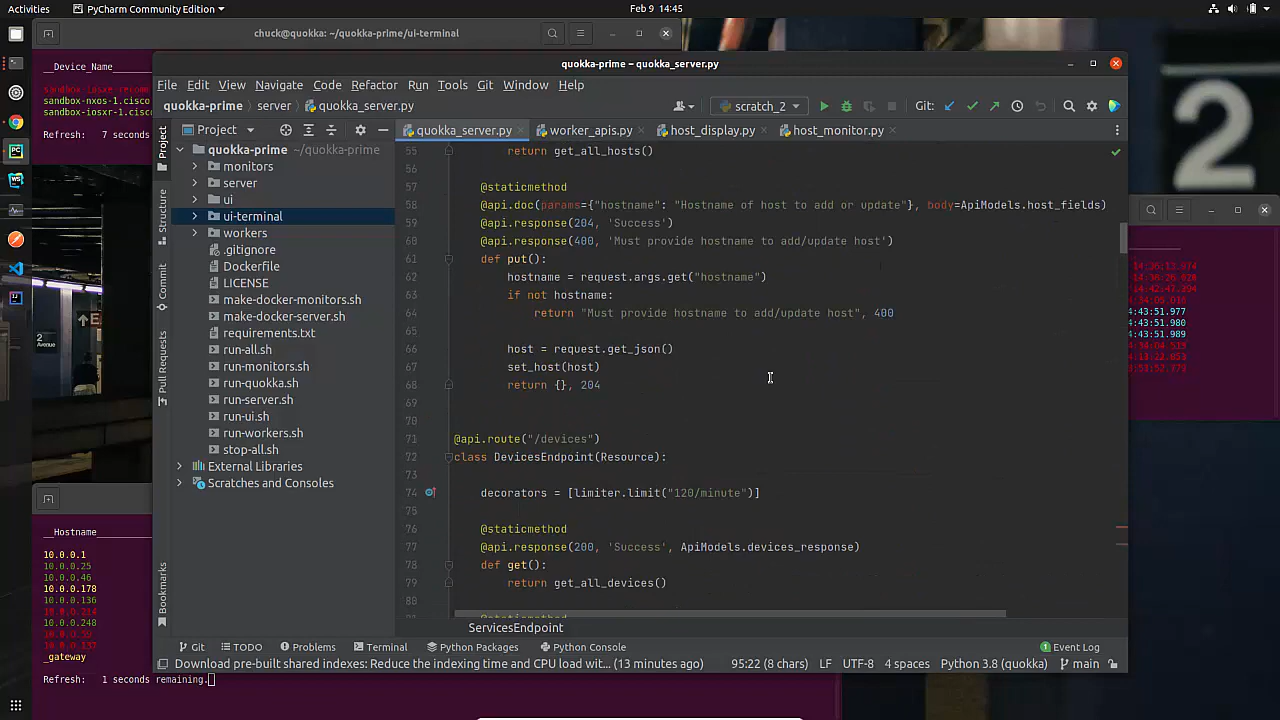 Activities
PyCharm Community Edition
Feb 9 14:45
chuck@quokka: ~/quokka-prime/ui-terminal
__Device_Name______
sandbox-nxos-1.cisco
sandbox-iosxr-1.cisc
Refresh: 7 seconds
quokka-prime – quokka_server.py
File Edit View Navigate Code Refactor Run Tools Git Window Help
quokka-prime server quokka_server.py
scratch_2
Git:
Project
quokka_server.py
worker_apis.py
host_display.py
host_monitor.py
quokka-prime ~/quokka-prime
monitors
server
ui
ui-terminal
workers
.gitignore
Dockerfile
LICENSE
make-docker-monitors.sh
make-docker-server.sh
requirements.txt
run-all.sh
run-monitors.sh
run-quokka.sh
run-server.sh
run-ui.sh
run-workers.sh
stop-all.sh
External Libraries
Scratches and Consoles
Project
Structure
Commit
Pull Requests
Bookmarks
55 return get_all_hosts()
56
57 @staticmethod
58 @api.doc(params={"hostname": "Hostname of host to add or update"}, body=ApiModels.host_fields)
59 @api.response(204, 'Success')
60 @api.response(400, 'Must provide hostname to add/update host')
61 def put():
62 hostname = request.args.get("hostname")
63 if not hostname:
64 return "Must provide hostname to add/update host", 400
65
66 host = request.get_json()
67 set_host(host)
68 return {}, 204
69
70
71 @api.route("/devices")
72 class DevicesEndpoint(Resource):
73
74 decorators = [limiter.limit("120/minute")]
75
76 @staticmethod
77 @api.response(200, 'Success', ApiModels.devices_response)
78 def get():
79 return get_all_devices()
80
ServicesEndpoint
Git TODO Problems Terminal Python Packages Python Console
1 Event Log
Download pre-built shared indexes: Reduce the indexing time and CPU load wit... (13 minutes ago)
95:22 (8 chars) LF UTF-8 4 spaces Python 3.8 (quokka) main
14:42:47.394
14:43:51.977
14:43:51.980
14:43:51.989
__Hostname
10.0.0.1
10.0.0.25
10.0.0.46
10.0.0.178
10.0.0.136
10.0.0.248
_gateway
Refresh: 1 seconds remaining.
2
E
2
Avenue